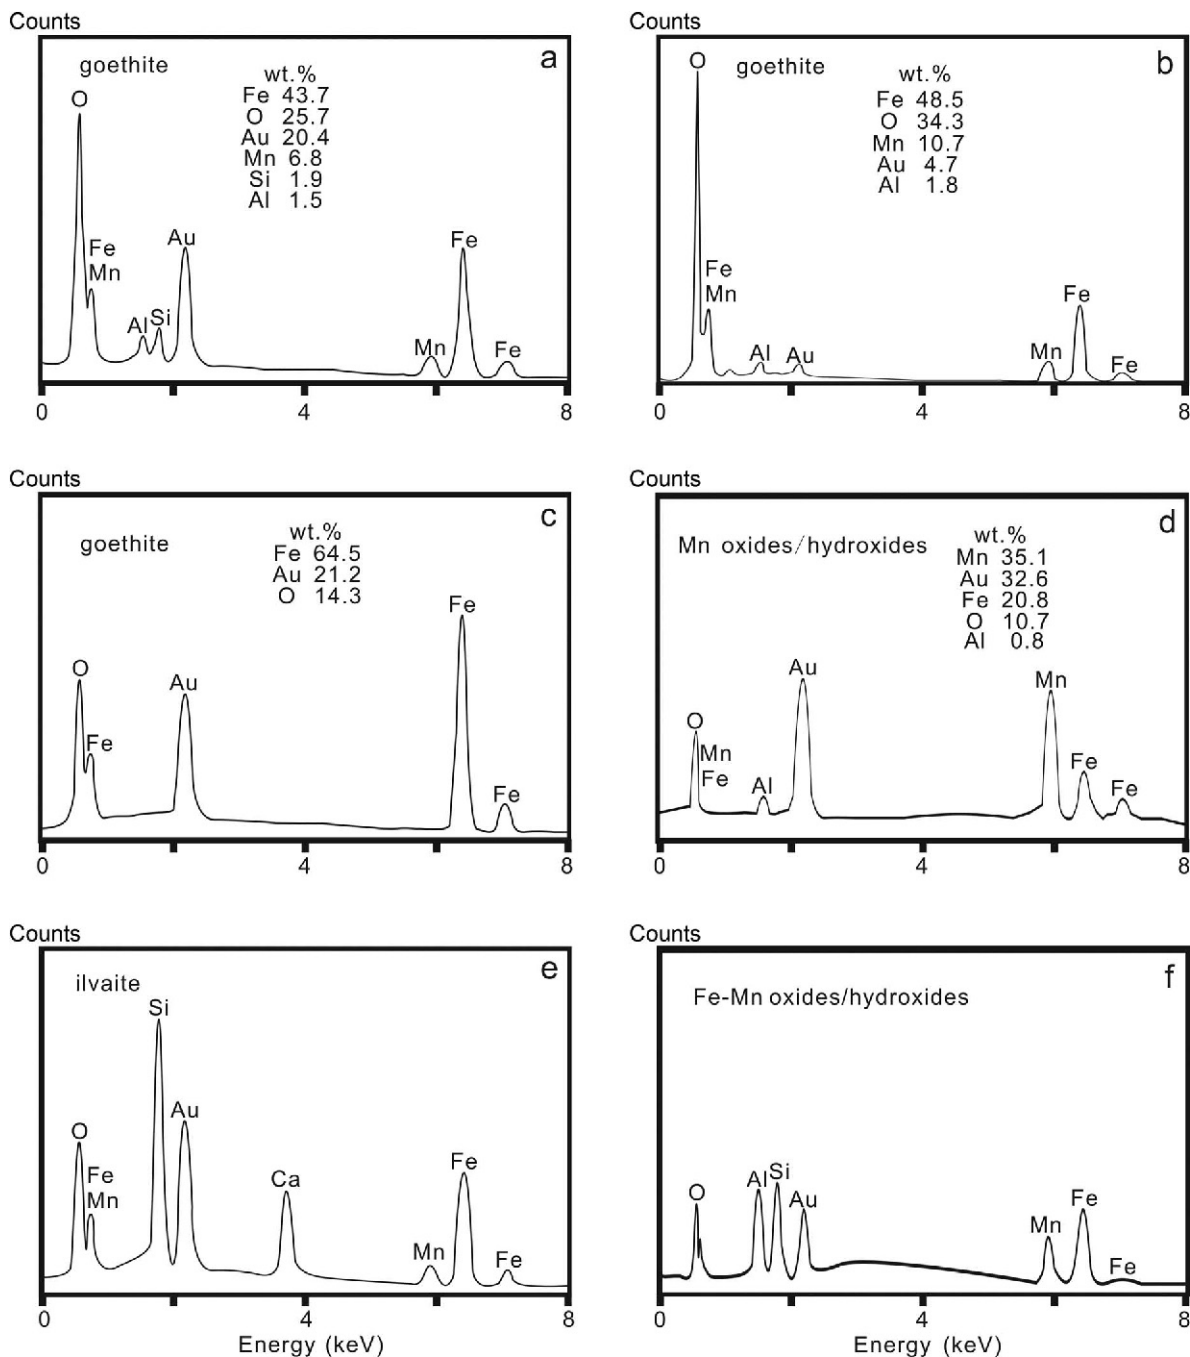 Counts
a
goethite
wt.%
Fe 43.7
O 25.7
Au 20.4
Mn 6.8
Si 1.9
Al 1.5
O
Fe
Mn
Al
Si
Au
Mn
Fe
Fe
0
4
8
Counts
b
goethite
wt.%
Fe 48.5
O 34.3
Mn 10.7
Au 4.7
Al 1.8
O
Fe
Mn
Al
Au
Mn
Fe
Fe
0
4
8
Counts
c
goethite
wt.%
Fe 64.5
Au 21.2
O 14.3
O
Fe
Au
Fe
Fe
0
4
8
Counts
d
Mn oxides/hydroxides
wt.%
Mn 35.1
Au 32.6
Fe 20.8
O 10.7
Al 0.8
O
Mn
Fe
Al
Au
Mn
Fe
Fe
0
4
8
Counts
e
ilvaite
Si
O
Fe
Mn
Au
Ca
Mn
Fe
Fe
0
4
8
Energy (keV)
Counts
f
Fe-Mn oxides/hydroxides
O
Al
Si
Au
Mn
Fe
Fe
0
4
8
Energy (keV)